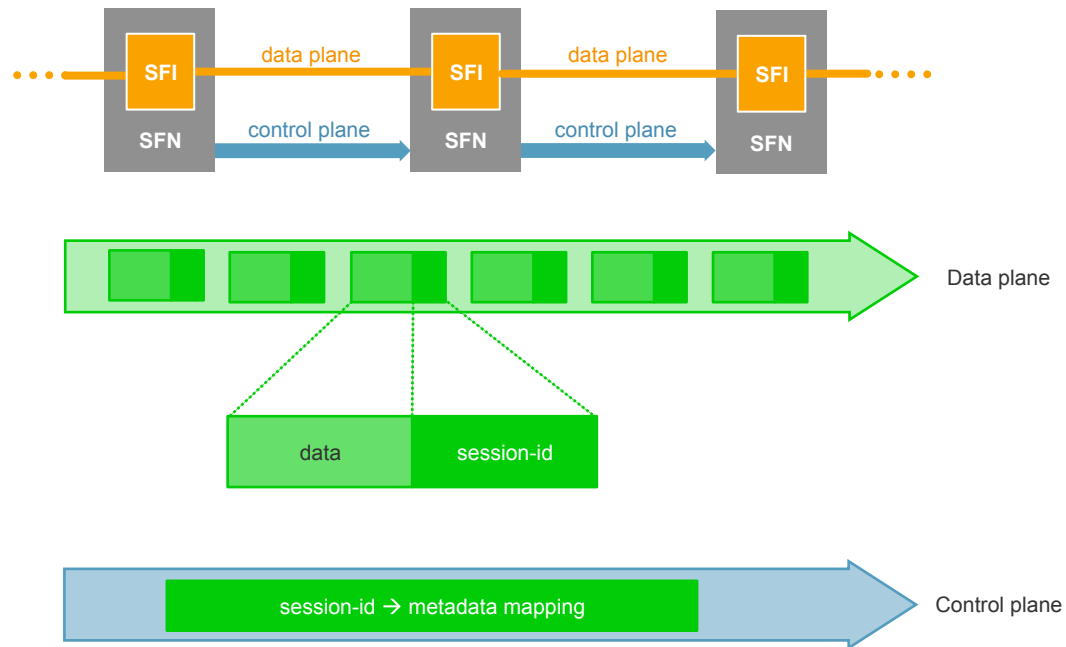 data plane
data plane
SFI
SFI
SFI
control plane
control plane
SFN
SFN
SFN
Data plane
data
session-id
session-id → metadata mapping
Control plane